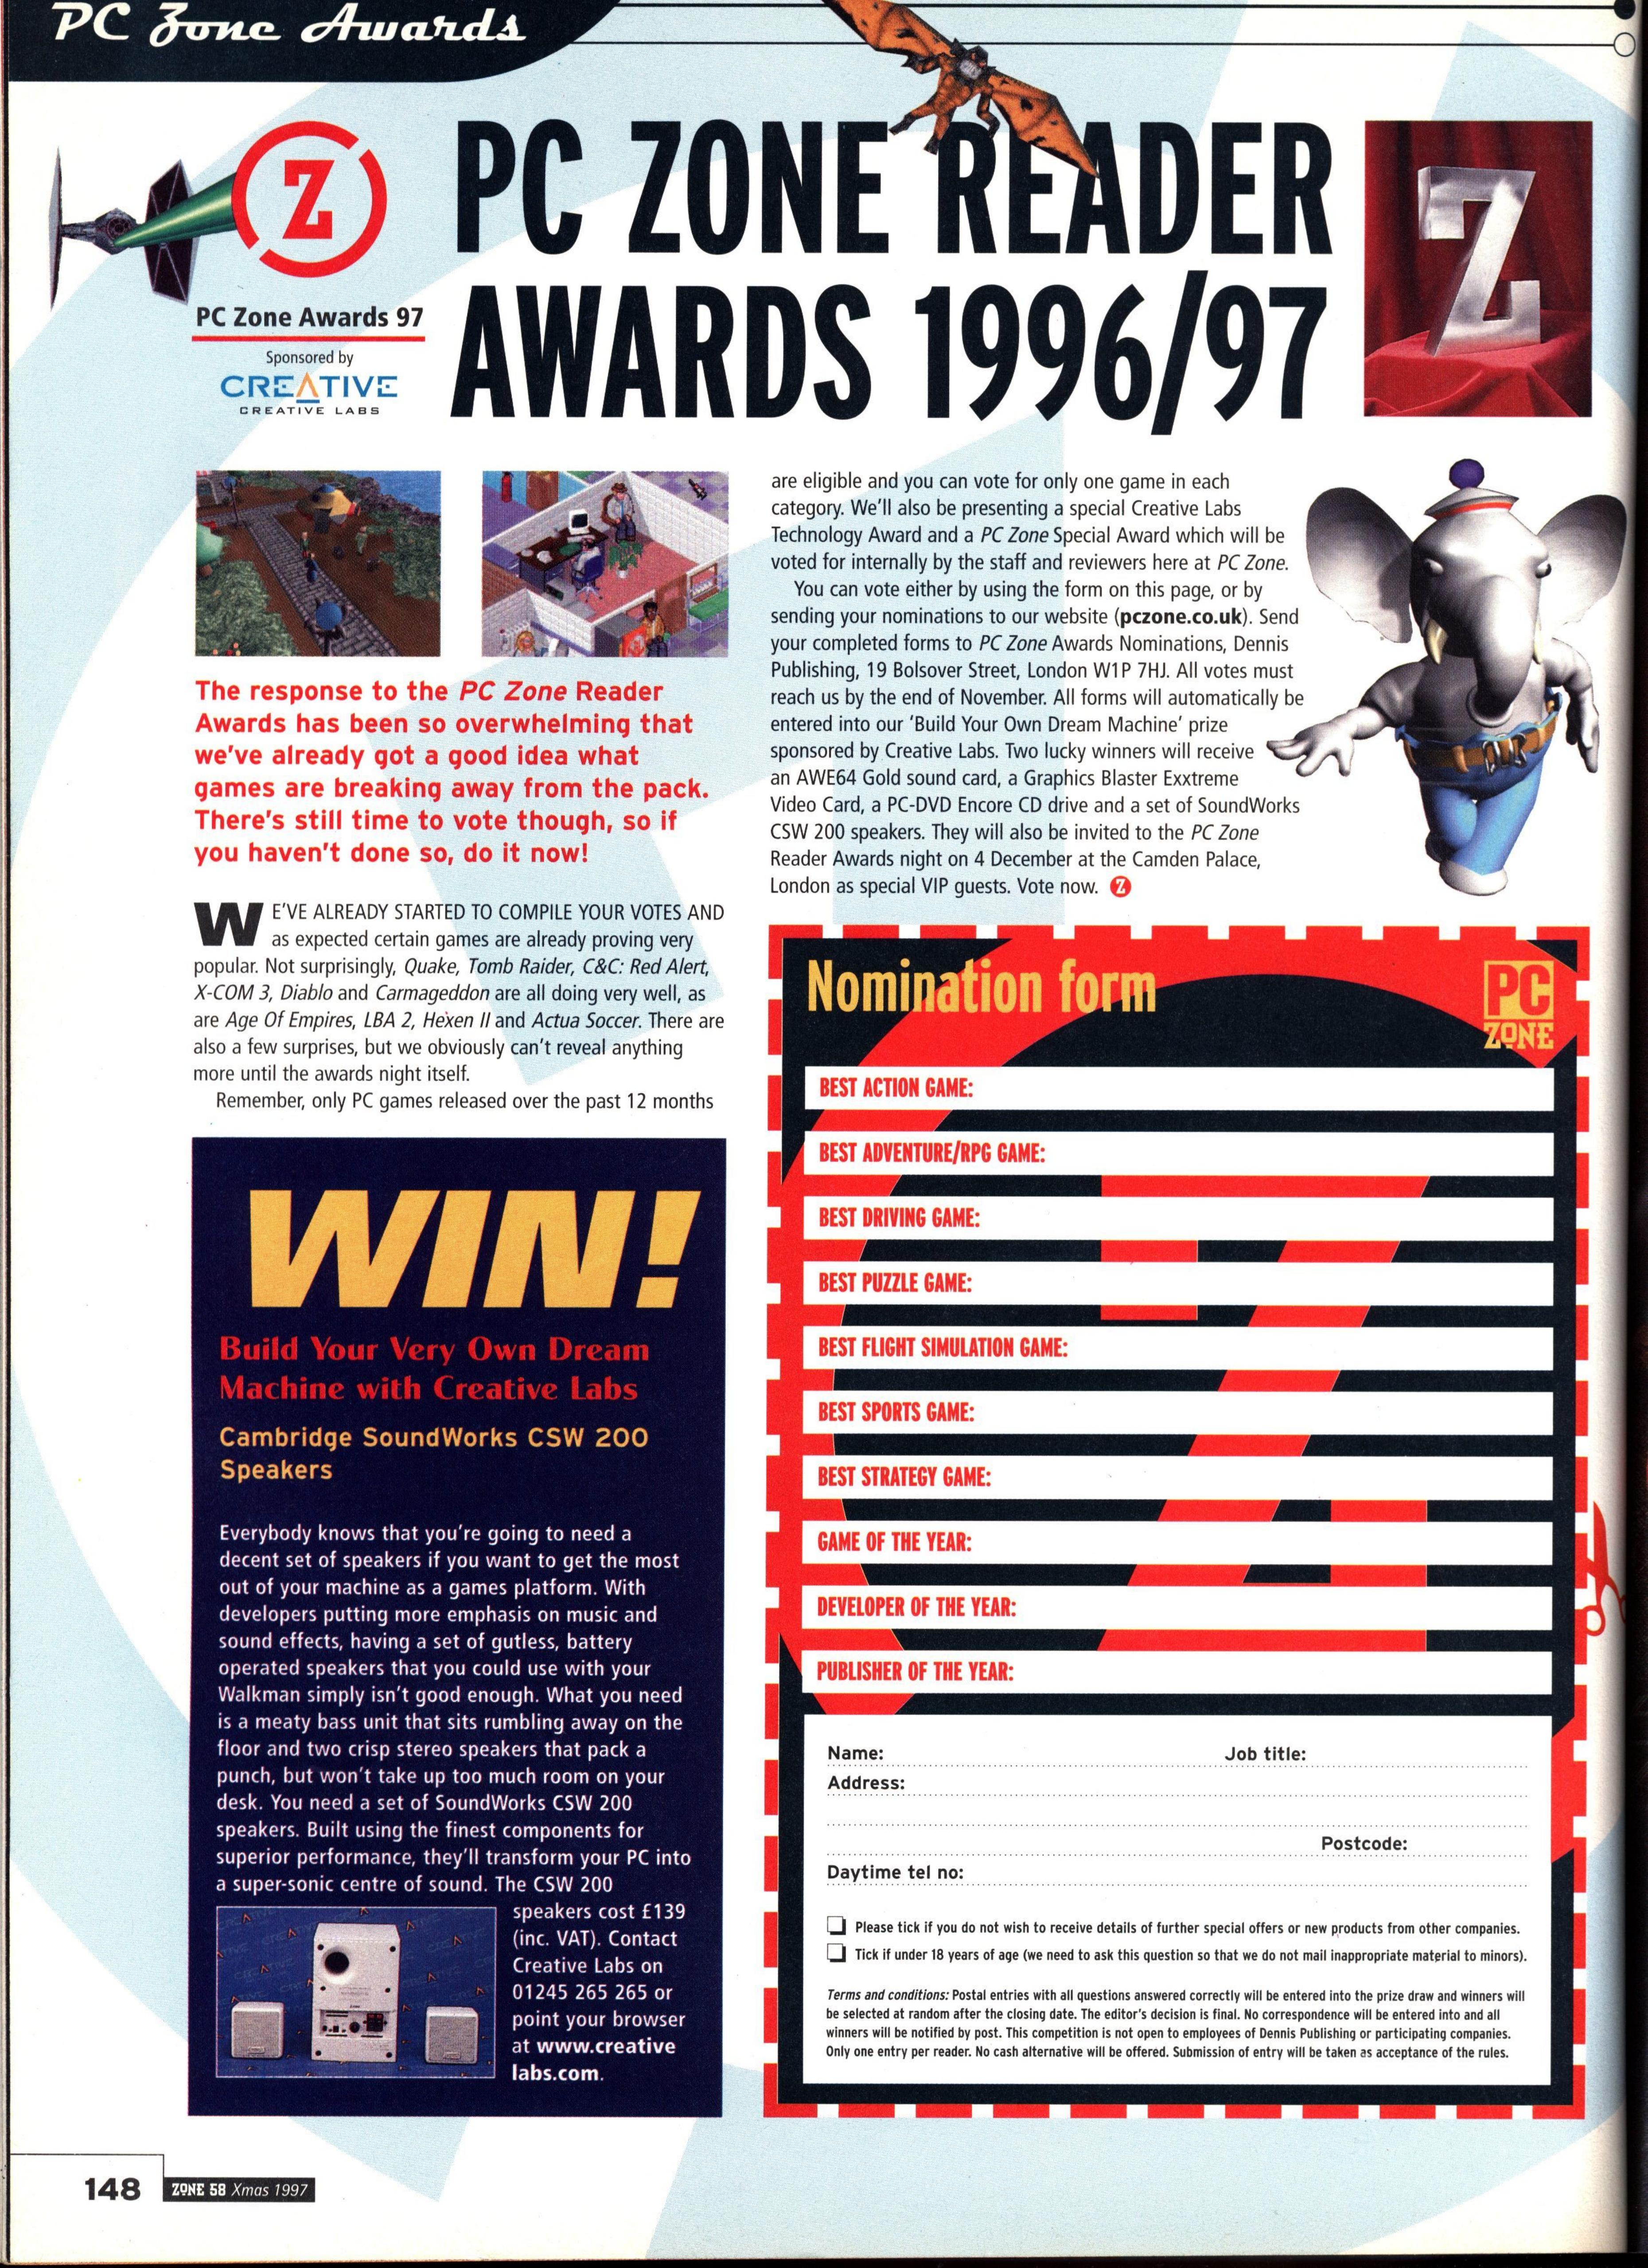 PC Zone Awards
Z
PC ZONE READER
AWARDS 1996/97
Z
PC Zone Awards 97
Sponsored by
CREATIVE
CREATIVE LABS
The response to the PC Zone Reader
Awards has been so overwhelming that
we've already got a good idea what
games are breaking away from the pack.
There's still time to vote though, so if
you haven't done so, do it now!
WE'VE ALREADY STARTED TO COMPILE YOUR VOTES AND
as expected certain games are already proving very
popular. Not surprisingly, Quake, Tomb Raider, C&C: Red Alert,
X-COM 3, Diablo and Carmageddon are all doing very well, as
are Age Of Empires, LBA 2, Hexen II and Actua Soccer. There are
also a few surprises, but we obviously can't reveal anything
more until the awards night itself.
Remember, only PC games released over the past 12 months
are eligible and you can vote for only one game in each
category. We'll also be presenting a special Creative Labs
Technology Award and a PC Zone Special Award which will be
voted for internally by the staff and reviewers here at PC Zone.
You can vote either by using the form on this page, or by
sending your nominations to our website (pczone.co.uk). Send
your completed forms to PC Zone Awards Nominations, Dennis
Publishing, 19 Bolsover Street, London W1P 7HJ. All votes must
reach us by the end of November. All forms will automatically be
entered into our 'Build Your Own Dream Machine' prize
sponsored by Creative Labs. Two lucky winners will receive
an AWE64 Gold sound card, a Graphics Blaster Exxtreme
Video Card, a PC-DVD Encore CD drive and a set of SoundWorks
CSW 200 speakers. They will also be invited to the PC Zone
Reader Awards night on 4 December at the Camden Palace,
London as special VIP guests. Vote now. Z
WIN!
Build Your Very Own Dream
Machine with Creative Labs
Cambridge SoundWorks CSW 200
Speakers
Everybody knows that you're going to need a
decent set of speakers if you want to get the most
out of your machine as a games platform. With
developers putting more emphasis on music and
sound effects, having a set of gutless, battery
operated speakers that you could use with your
Walkman simply isn't good enough. What you need
is a meaty bass unit that sits rumbling away on the
floor and two crisp stereo speakers that pack a
punch, but won't take up too much room on your
desk. You need a set of SoundWorks CSW 200
speakers. Built using the finest components for
superior performance, they'll transform your PC into
a super-sonic centre of sound. The CSW 200
speakers cost £139
(inc. VAT). Contact
Creative Labs on
01245 265 265 or
point your browser
at www.creative
labs.com.
Nomination form
PC
ZONE
BEST ACTION GAME:
BEST ADVENTURE/RPG GAME:
BEST DRIVING GAME:
BEST PUZZLE GAME:
BEST FLIGHT SIMULATION GAME:
BEST SPORTS GAME:
BEST STRATEGY GAME:
GAME OF THE YEAR:
DEVELOPER OF THE YEAR:
PUBLISHER OF THE YEAR:
Name: Job title:
Address:
Postcode:
Daytime tel no:
Please tick if you do not wish to receive details of further special offers or new products from other companies.
Tick if under 18 years of age (we need to ask this question so that we do not mail inappropriate material to minors).
Terms and conditions: Postal entries with all questions answered correctly will be entered into the prize draw and winners will
be selected at random after the closing date. The editor's decision is final. No correspondence will be entered into and all
winners will be notified by post. This competition is not open to employees of Dennis Publishing or participating companies.
Only one entry per reader. No cash alternative will be offered. Submission of entry will be taken as acceptance of the rules.
148 ZONE 58 Xmas 1997